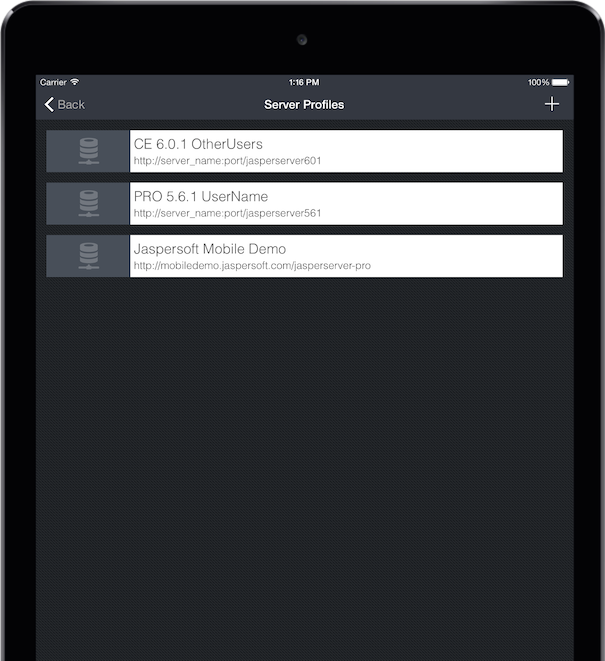 Carrier 1:16 PM 100%
Back Server Profiles
CE 6.0.1 OtherUsers
http://server_name:port/jasperserver601
PRO 5.6.1 UserName
http://server_name:port/jasperserver561
Jaspersoft Mobile Demo
http://mobiledemo.jaspersoft.com/jasperserver-pro